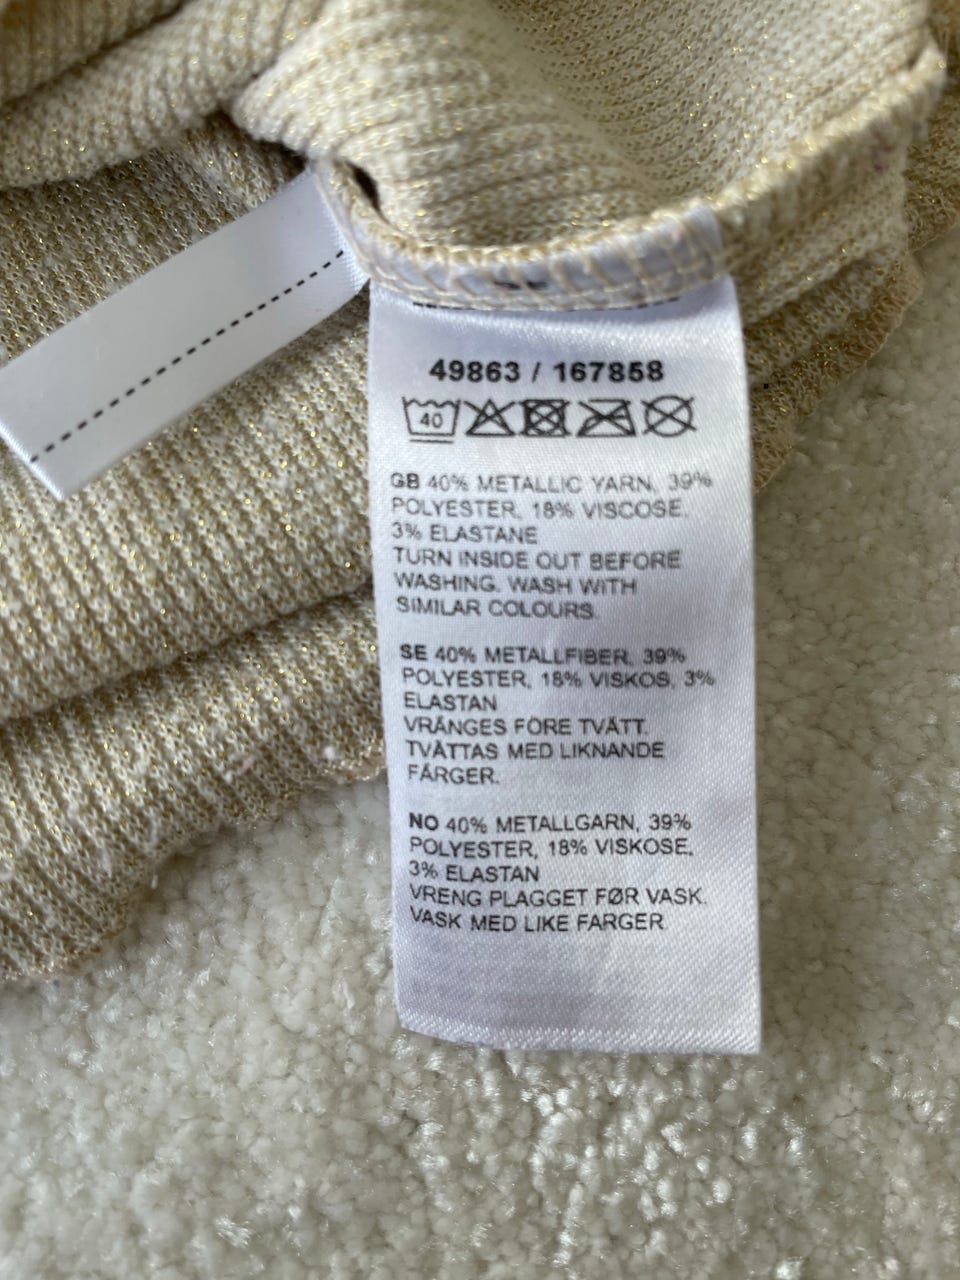 49863 / 167858
40
GB 40% METALLIC YARN, 39%
POLYESTER, 18% VISCOSE,
3% ELASTANE
TURN INSIDE OUT BEFORE
WASHING. WASH WITH
SIMILAR COLOURS.
SE 40% METALLFIBER, 39%
POLYESTER, 18% VISKOS, 3%
ELASTAN
VRÄNGES FÖRE TVÄTT.
TVÄTTAS MED LIKNANDE
FÄRGER.
NO 40% METALLGARN, 39%
POLYESTER, 18% VISKOSE,
3% ELASTAN
VRENG PLAGGET FØR VASK.
VASK MED LIKE FARGER